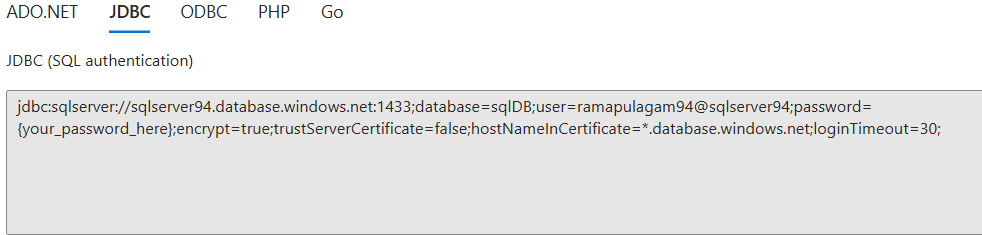 ADO.NET JDBC ODBC PHP Go
JDBC (SQL authentication)
jdbc:sqlserver://sqlserver94.database.windows.net:1433;database=sqlDB;user=ramapulagam94@sqlserver94;password=
{your_password_here};encrypt=true;trustServerCertificate=false;hostNameInCertificate=*.database.windows.net;loginTimeout=30;